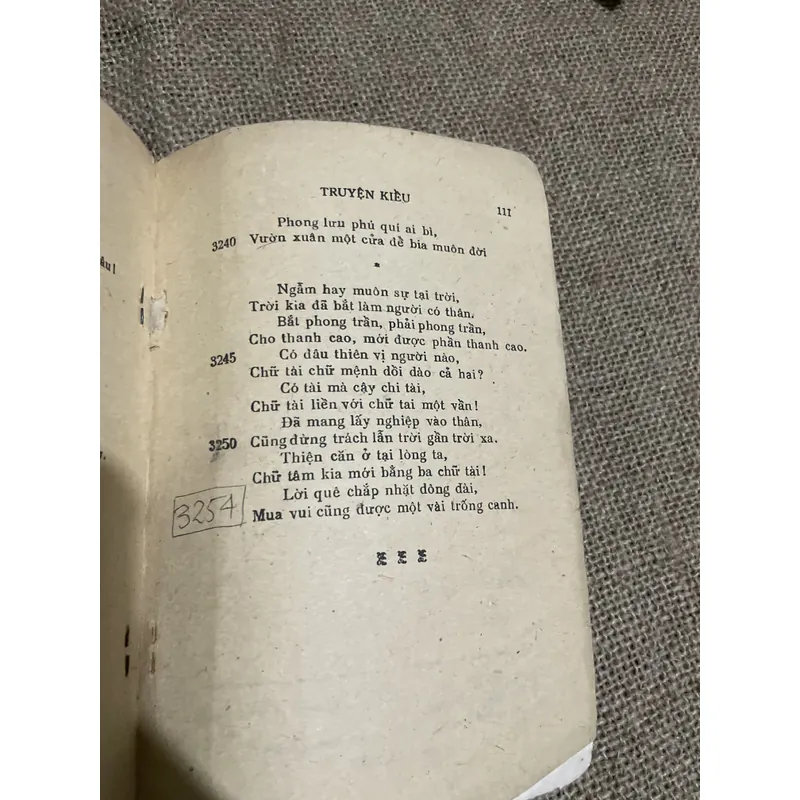 TRUYỆN KIỀU
111
Phong lưu phú quí ai bì,
3240 Vườn xuân một cửa để bia muôn đời
*
Ngẫm hay muôn sự tại trời,
Trời kia đã bắt làm người có thân.
Bắt phong trần, phải phong trần,
Cho thanh cao, mới được phần thanh cao.
3245 Có đâu thiên vị người nào,
Chữ tài chữ mệnh dồi dào cả hai?
Có tài mà cậy chi tài,
Chữ tài liền với chữ tai một vần!
Đã mang lấy nghiệp vào thân,
3250 Cũng đừng trách lẫn trời gần trời xa.
Thiện căn ở tại lòng ta,
Chữ tâm kia mới bằng ba chữ tài!
Lời quê chắp nhặt dông dài,
3254 Mua vui cũng được một vài trống canh.